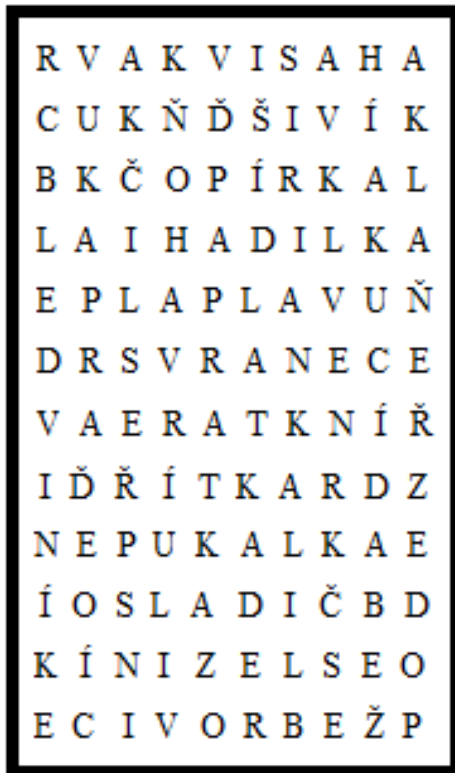 R V A K V I S A H A
C U K Ň Ď Š I V Í K
B K Č O P Í R K A L
L A I H A D I L K A
E P L A P L A V U Ň
D R S V R A N E C E
V A E R A T K N Í Ř
I Ď Ř Í T K A R D Z
N E P U K A L K A E
Í O S L A D I Č B D
K Í N I Z E L S E O
E C I V O R B E Ž P